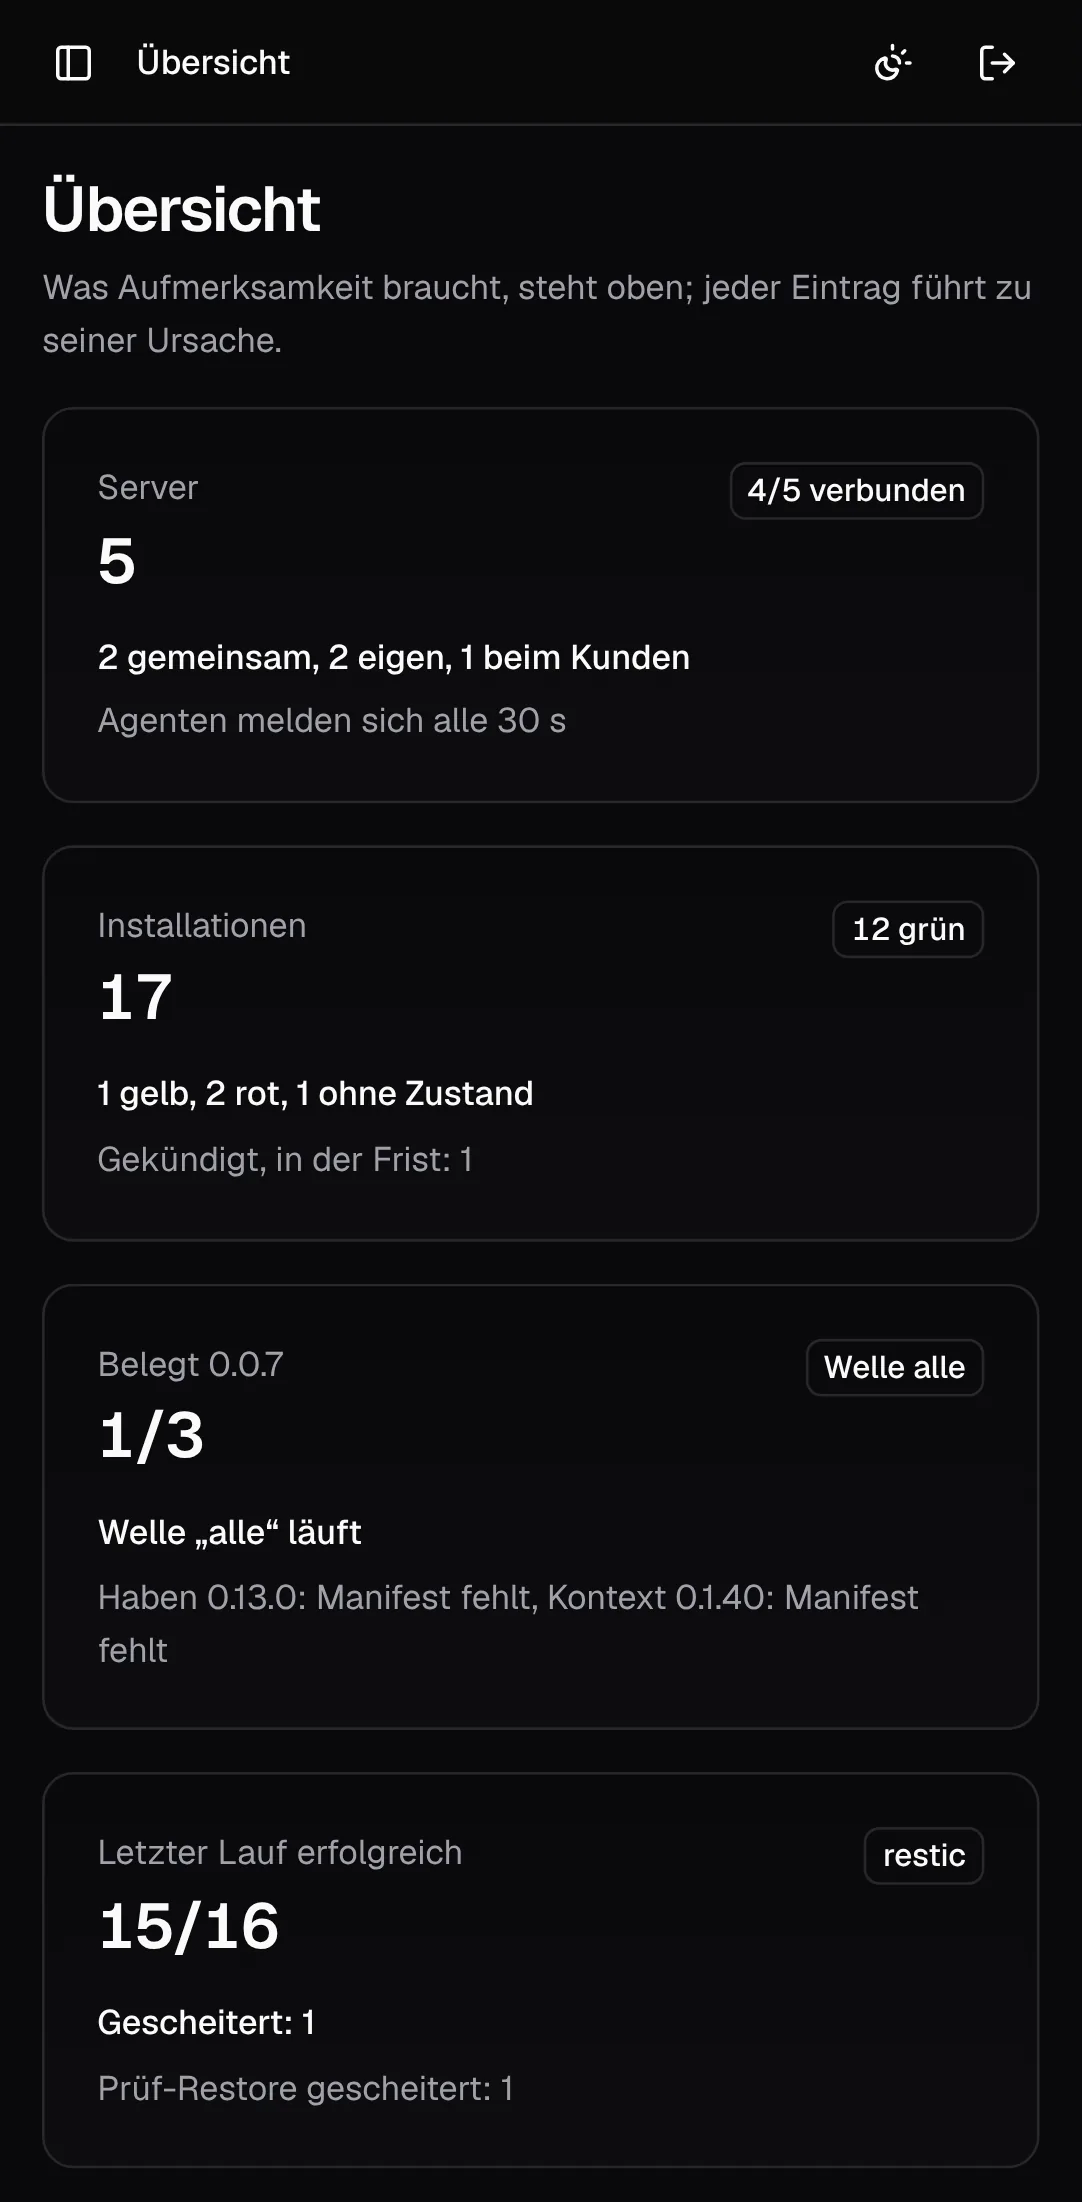 Übersicht
Übersicht
Was Aufmerksamkeit braucht, steht oben; jeder Eintrag führt zu
seiner Ursache.
Server
4/5 verbunden
5
2 gemeinsam, 2 eigen, 1 beim Kunden
Agenten melden sich alle 30 s
Installationen
12 grün
17
1 gelb, 2 rot, 1 ohne Zustand
Gekündigt, in der Frist: 1
Belegt 0.0.7
Welle alle
1/3
Welle „alle“ läuft
Haben 0.13.0: Manifest fehlt, Kontext 0.1.40: Manifest
fehlt
Letzter Lauf erfolgreich
restic
15/16
Gescheitert: 1
Prüf-Restore gescheitert: 1